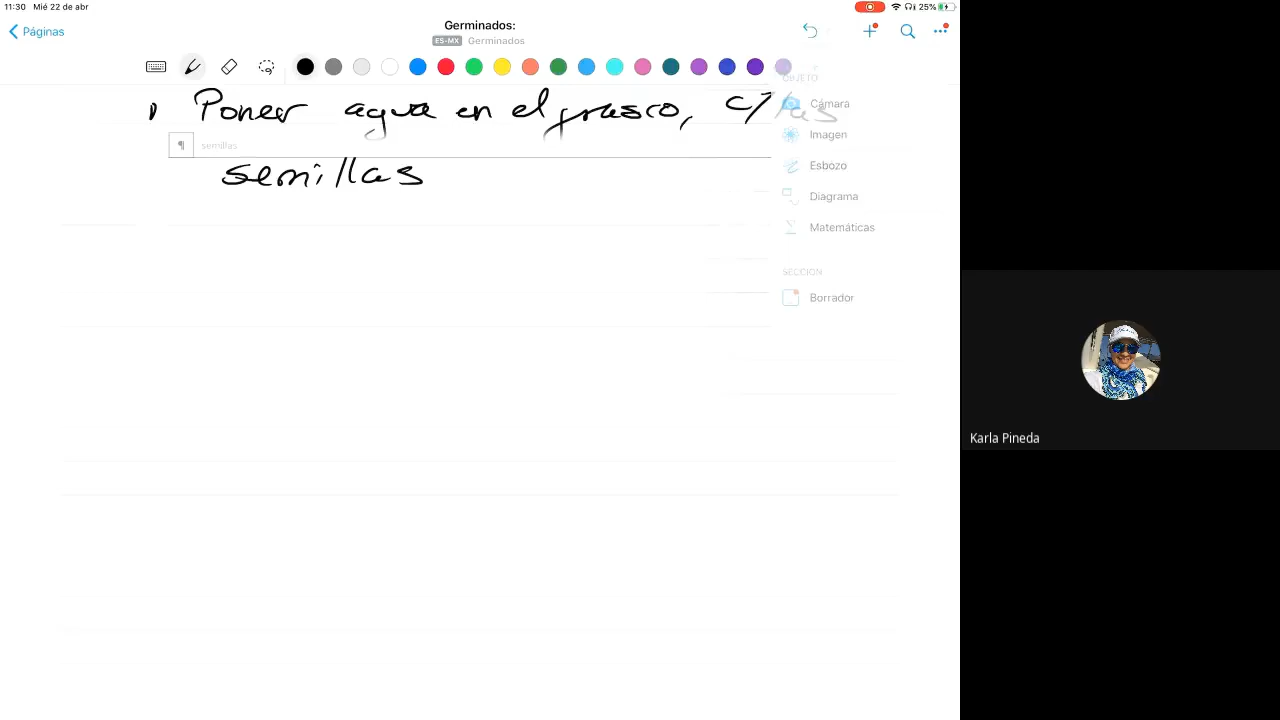 11:30 Mié 22 de abr
25%
Páginas
Germinados:
ES-MX Germinados
OBJETO
Cámara
Imagen
Esbozo
Diagrama
Matemáticas
SECCIÓN
Borrador
1) Poner agua en el frasco, c/ las
¶ semillas
semillas
Karla Pineda